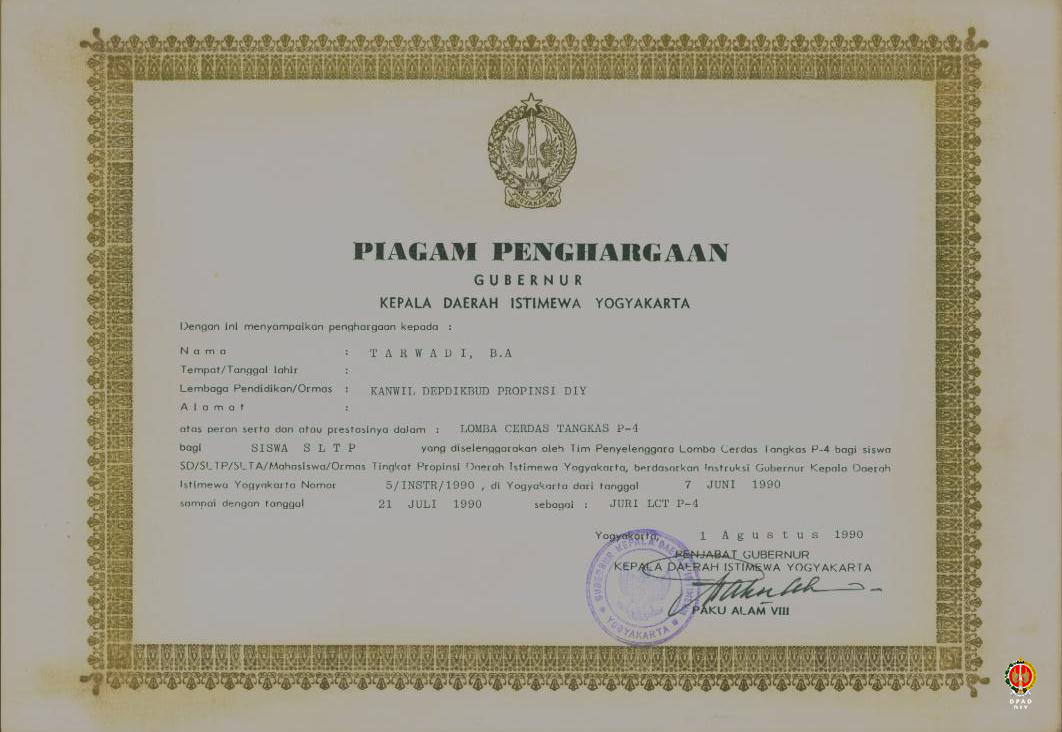 YOGYAKARTA
PIAGAM PENGHARGAAN
GUBERNUR
KEPALA DAERAH ISTIMEWA YOGYAKARTA
Dengan ini menyampaikan penghargaan kepada :
Nama : TARWADI, B.A
Tempat/Tanggal lahir :
Lembaga Pendidikan/Ormas : KANWIL DEPDIKBUD PROPINSI DIY
Alamat :
atas peran serta dan atau prestasinya dalam : LOMBA CERDAS TANGKAS P-4
bagi SISWA SLTP yang diselenggarakan oleh Tim Penyelenggara Lomba Cerdas Tangkas P-4 bagi siswa
SD/SLTP/SLTA/Mahasiswa/Ormas Tingkat Propinsi Daerah Istimewa Yogyakarta, berdasarkan Instruksi Gubernur Kepala Daerah
Istimewa Yogyakarta Nomor 5/INSTR/1990 , di Yogyakarta dari tanggal 7 JUNI 1990
sampai dengan tanggal 21 JULI 1990 sebagai : JURI LCT P-4
Yogyakarta, 1 Agustus 1990
PENJABAT GUBERNUR
KEPALA DAERAH ISTIMEWA YOGYAKARTA
PAKU ALAM VIII
GUBERNUR KEPALA DAERAH ISTIMEWA
YOGYAKARTA
DPAD
DIY